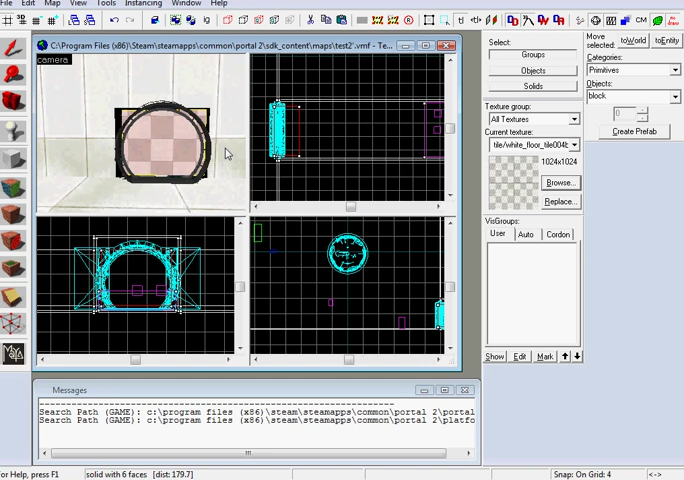 File Edit Map View Tools Instancing Window Help
CM
C:\Program Files (x86)\Steam\steamapps\common\portal 2\sdk_content\maps\test2'.vmf - Te...
camera
Select:
Groups
Objects
Solids
Texture group:
All Textures
Current texture:
tile/white_floor_tile004b
1024x1024
Browse...
Replace...
VisGroups:
User Auto Cordon
Show Edit Mark
Move
selected:
toWorld toEntity
Categories:
Primitives
Objects:
block
0
Create Prefab
Messages
Search Path (GAME): c:\program files (x86)\steam\steamapps\common\portal 2\portal
Search Path (GAME): c:\program files (x86)\steam\steamapps\common\portal 2\platfo
For Help, press F1
solid with 6 faces [dist: 179.7]
Snap: On Grid: 4
<->